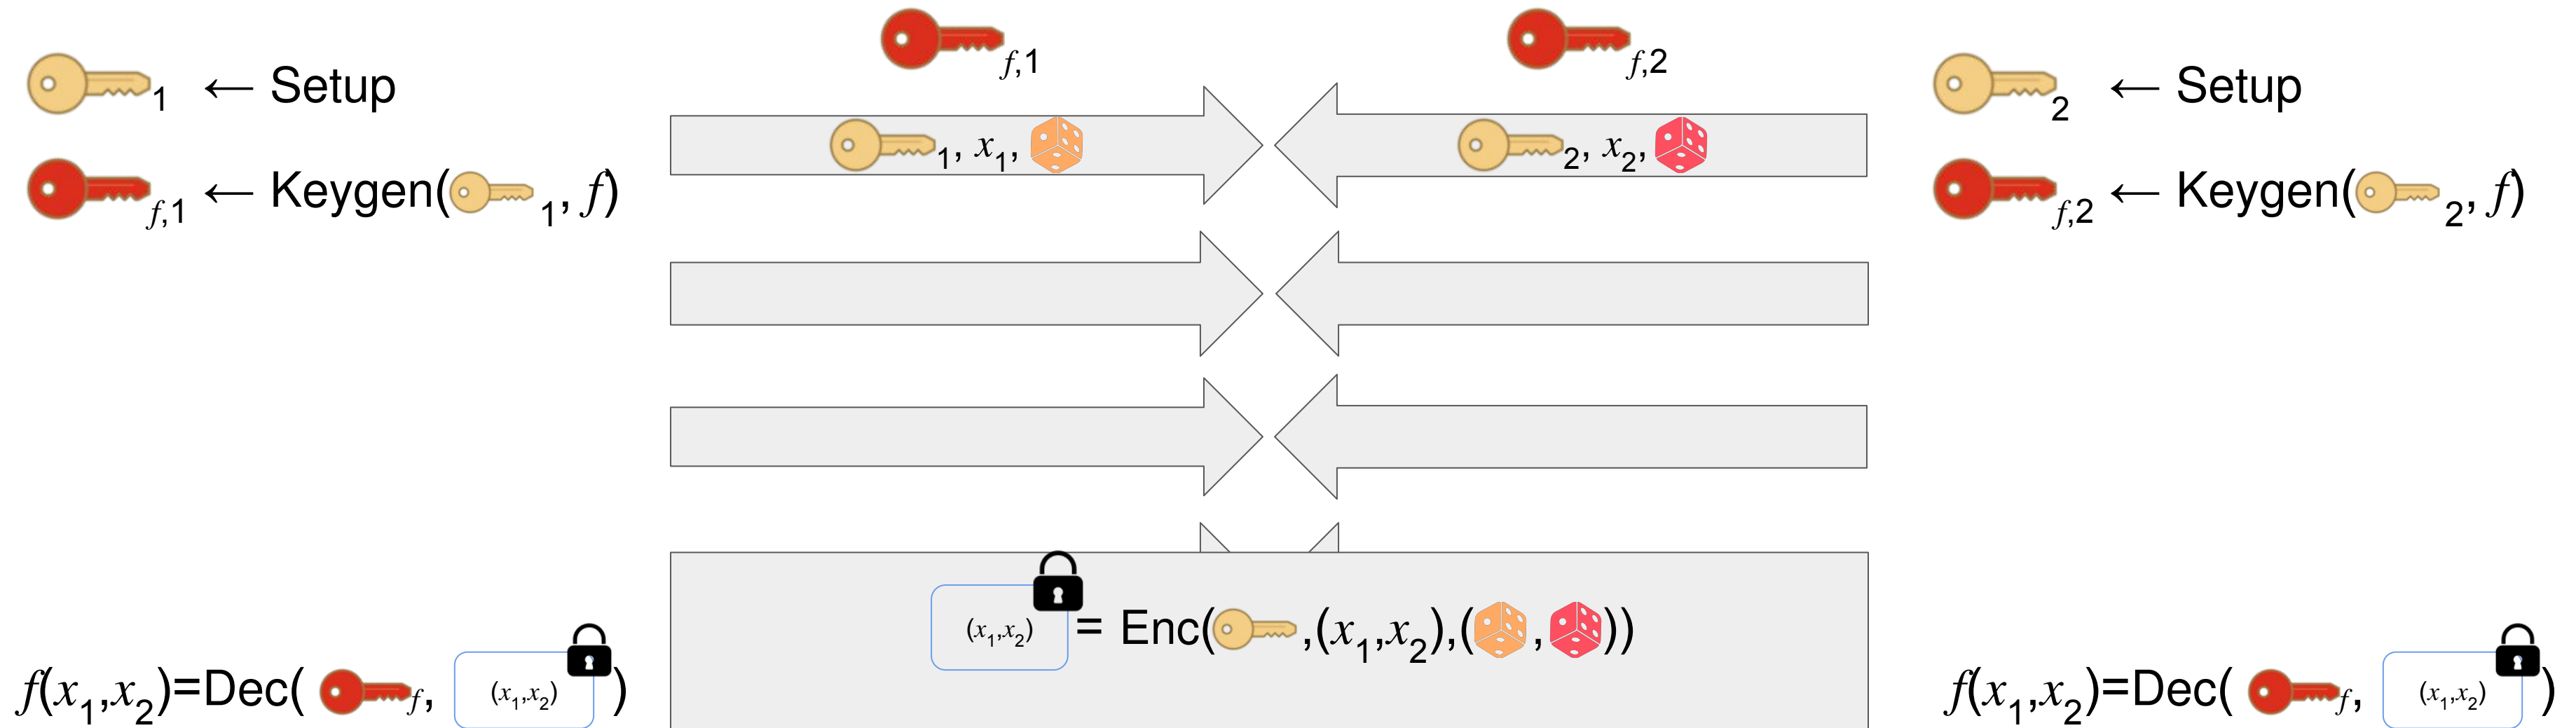 f,1
f,2
1 ← Setup
2 ← Setup
1, x1,
2, x2,
f,1 ← Keygen( 1, f)
f,2 ← Keygen( 2, f)
(x1,x2) = Enc( ,(x1,x2),( , ))
f(x1,x2)=Dec( f, (x1,x2) )
f(x1,x2)=Dec( f, (x1,x2) )